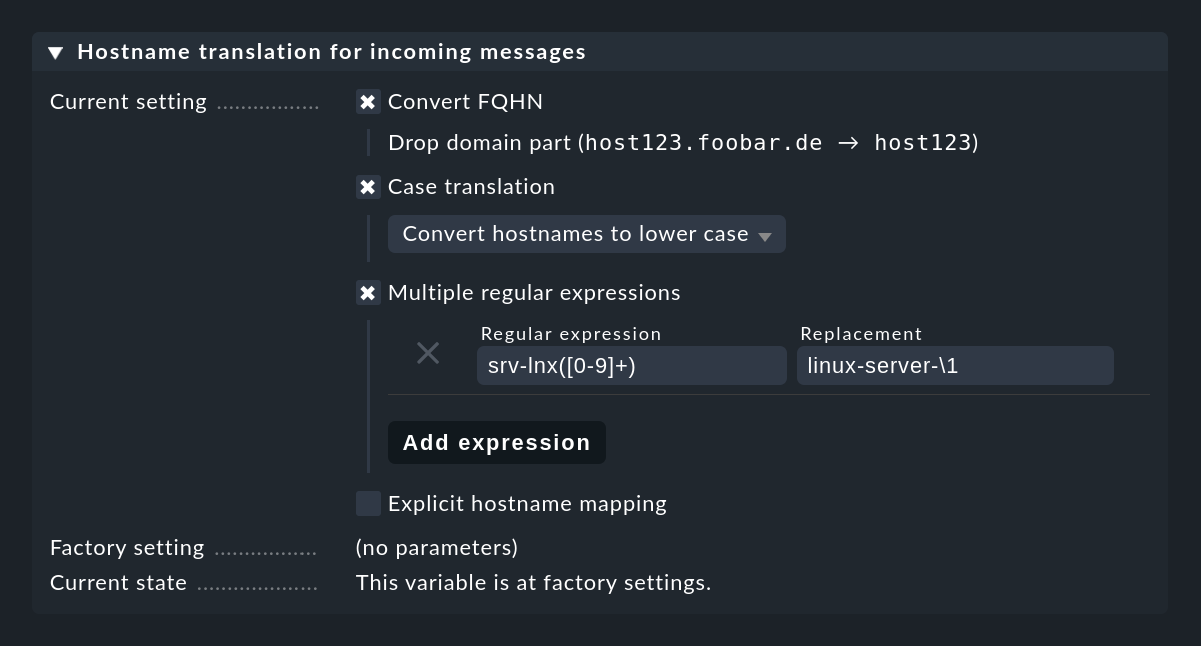 Hostname translation for incoming messages
Current setting ................. Convert FQHN
Drop domain part (host123.foobar.de → host123)
Case translation
Convert hostnames to lower case
Multiple regular expressions
Regular expression Replacement
srv-lnx([0-9]+) linux-server-\1
Add expression
Explicit hostname mapping
Factory setting ................. (no parameters)
Current state .................... This variable is at factory settings.